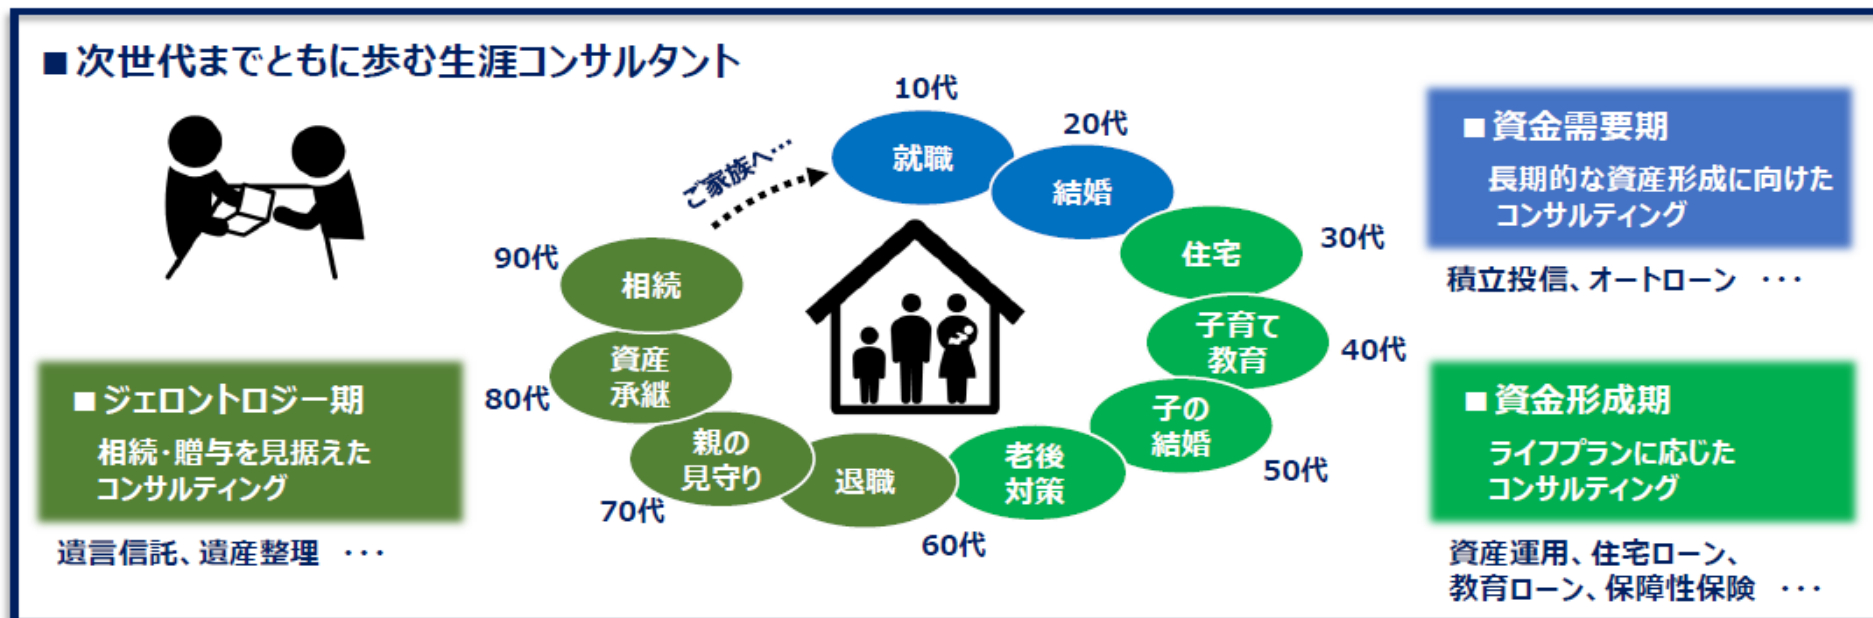 ■ 次世代までともに歩む生涯コンサルタント
10代
就職
20代
結婚
住宅
30代
子育て
教育
40代
子の
結婚
50代
老後
対策
60代
退職
親の
見守り
70代
資産
承継
80代
相続
90代
ご家族へ…
■ 資金需要期
長期的な資産形成に向けた
コンサルティング
積立投信、オートローン ・・・
■ 資金形成期
ライフプランに応じた
コンサルティング
資産運用、住宅ローン、
教育ローン、保障性保険 ・・・
■ ジェロントロジー期
相続・贈与を見据えた
コンサルティング
遺言信託、遺産整理 ・・・